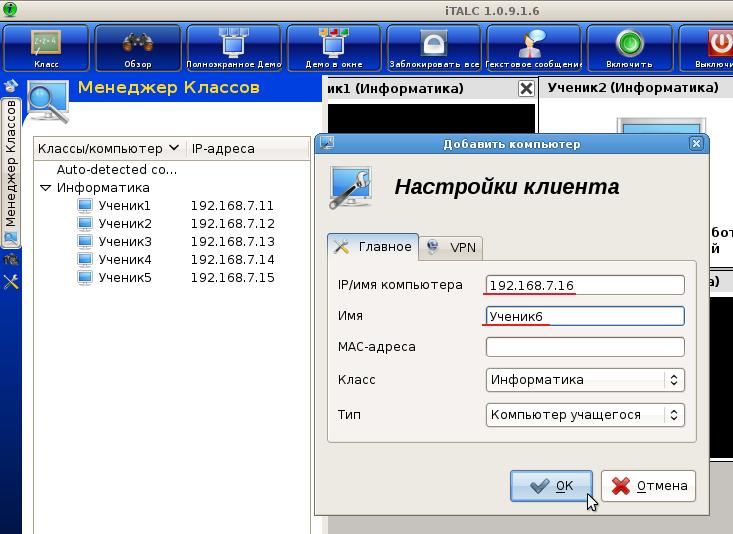 iTALC 1.0.9.1.6
Класс
Обзор
Полноэкранное Демо
Демо в окне
Заблокировать все
Текстовое сообщение
Включить
Выключи
Менеджер Классов
Менеджер Классов
Классы/компьютер
IP-адреса
Auto-detected co...
Информатика
Ученик1 192.168.7.11
Ученик2 192.168.7.12
Ученик3 192.168.7.13
Ученик4 192.168.7.14
Ученик5 192.168.7.15
ик1 (Информатика)
Ученик2 (Информатика)
бот
й
а)
Добавить компьютер
Настройки клиента
Главное
VPN
IP/имя компьютера 192.168.7.16
Имя Ученик6
MAC-адреса
Класс Информатика
Тип Компьютер учащегося
OK
Отмена